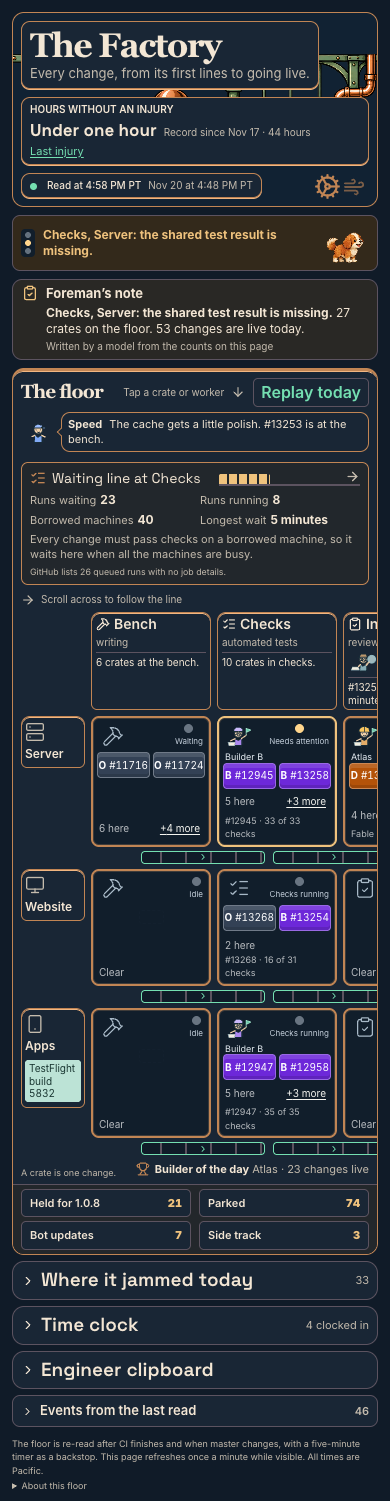 The Factory
Every change, from its first lines to going live.
HOURS WITHOUT AN INJURY
Under one hour Record since Nov 17 · 44 hours
Last injury
Read at 4:58 PM PT Nov 20 at 4:48 PM PT
Checks, Server: the shared test result is
missing.
Foreman’s note
Checks, Server: the shared test result is missing. 27
crates on the floor. 53 changes are live today.
Written by a model from the counts on this page
The floor
Tap a crate or worker
Replay today
Speed The cache gets a little polish. #13253 is at the
bench.
Waiting line at Checks
Runs waiting 23 Runs running 8
Borrowed machines 40 Longest wait 5 minutes
Every change must pass checks on a borrowed machine, so it
waits here when all the machines are busy.
GitHub lists 26 queued runs with no job details.
Scroll across to follow the line
Bench
writing
6 crates at the bench.
Checks
automated tests
10 crates in checks.
In
review
#1325
minute
Server
Waiting
O #11716 O #11724
6 here +4 more
Needs attention
Builder B
B #12945 B #13258
5 here +3 more
#12945 · 33 of 33
checks
Atlas
D #13
4 here
Fable
Website
Idle
Clear
Checks running
O #13268 B #13254
2 here
#13268 · 16 of 31
checks
Clear
Apps
TestFlight
build
5832
Idle
Clear
Checks running
Builder B
B #12947 B #12958
5 here +3 more
#12947 · 35 of 35
checks
Clear
A crate is one change.
Builder of the day Atlas · 23 changes live
Held for 1.0.8 21
Parked 74
Bot updates 7
Side track 3
Where it jammed today 33
Time clock 4 clocked in
Engineer clipboard
Events from the last read 46
The floor is re-read after CI finishes and when master changes, with a five-minute
timer as a backstop. This page refreshes once a minute while visible. All times are
Pacific.
About this floor